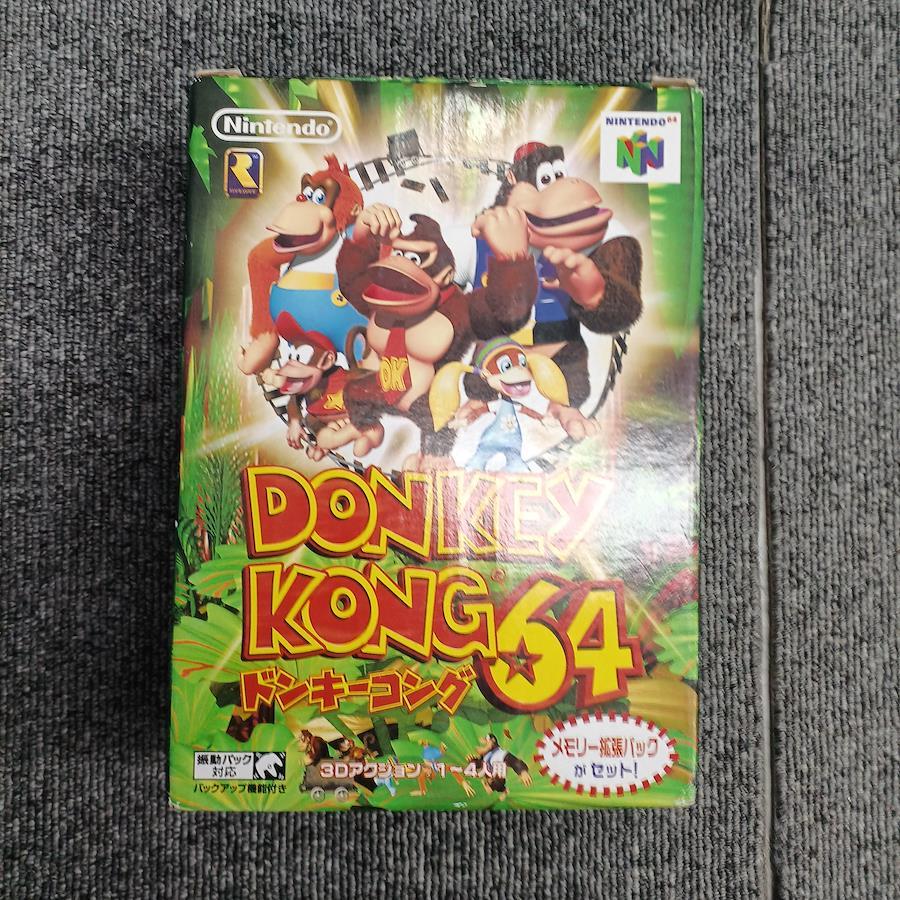 Nintendo®
NINTENDO64
R
N
DK
DONKEY
KONG 64
ドンキーコング
メモリー拡張パック
がセット!
振動パック
対応
3Dアクション 1~4人用
バックアップ機能付き